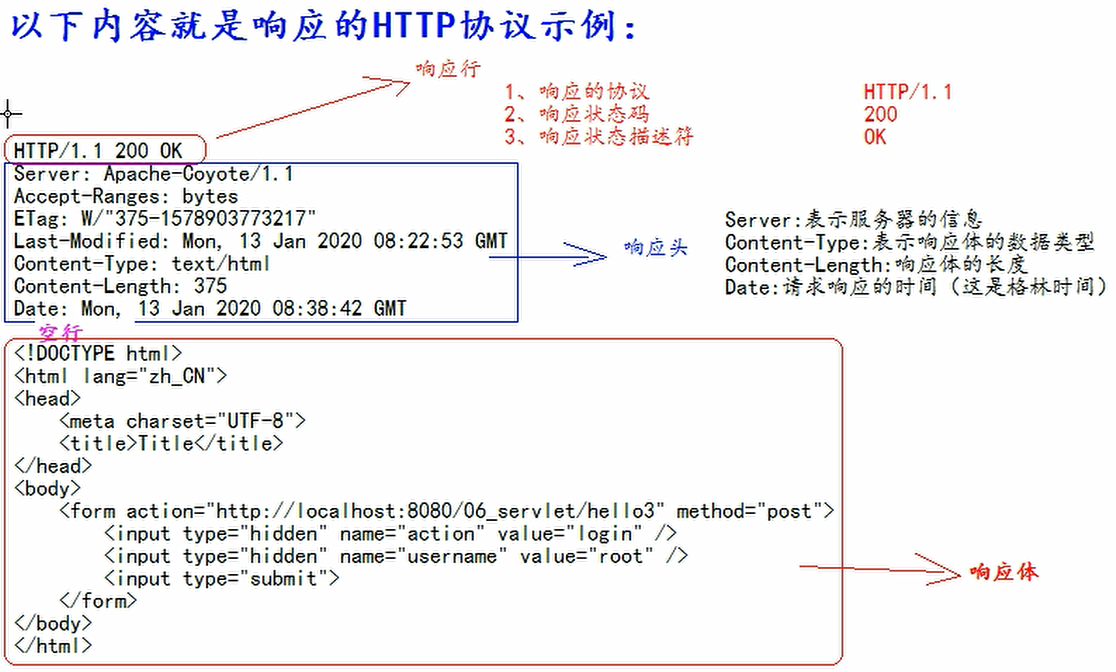 以下内容就是响应的HTTP协议示例：
响应行
1、响应的协议 HTTP/1.1
2、响应状态码 200
3、响应状态描述符 OK
HTTP/1.1 200 OK
Server: Apache-Coyote/1.1
Accept-Ranges: bytes
ETag: W/"375-1578903773217"
Last-Modified: Mon, 13 Jan 2020 08:22:53 GMT
Content-Type: text/html
Content-Length: 375
Date: Mon, 13 Jan 2020 08:38:42 GMT
响应头
Server:表示服务器的信息
Content-Type:表示响应体的数据类型
Content-Length:响应体的长度
Date:请求响应的时间（这是格林时间）
空行
<!DOCTYPE html>
<html lang="zh_CN">
<head>
    <meta charset="UTF-8">
    <title>Title</title>
</head>
<body>
    <form action="http://localhost:8080/06_servlet/hello3" method="post">
        <input type="hidden" name="action" value="login" />
        <input type="hidden" name="username" value="root" />
        <input type="submit">
    </form>
</body>
</html>
响应体